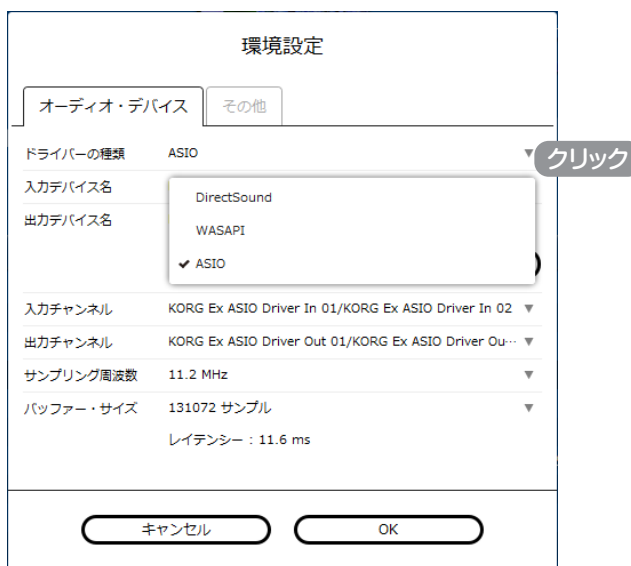 環境設定
オーディオ・デバイス
その他
ドライバーの種類 ASIO ▼
クリック
入力デバイス名
出力デバイス名
DirectSound
WASAPI
✔ ASIO
入力チャンネル KORG Ex ASIO Driver In 01/KORG Ex ASIO Driver In 02 ▼
出力チャンネル KORG Ex ASIO Driver Out 01/KORG Ex ASIO Driver Ou… ▼
サンプリング周波数 11.2 MHz ▼
バッファー・サイズ 131072 サンプル ▼
レイテンシー：11.6 ms
キャンセル
OK